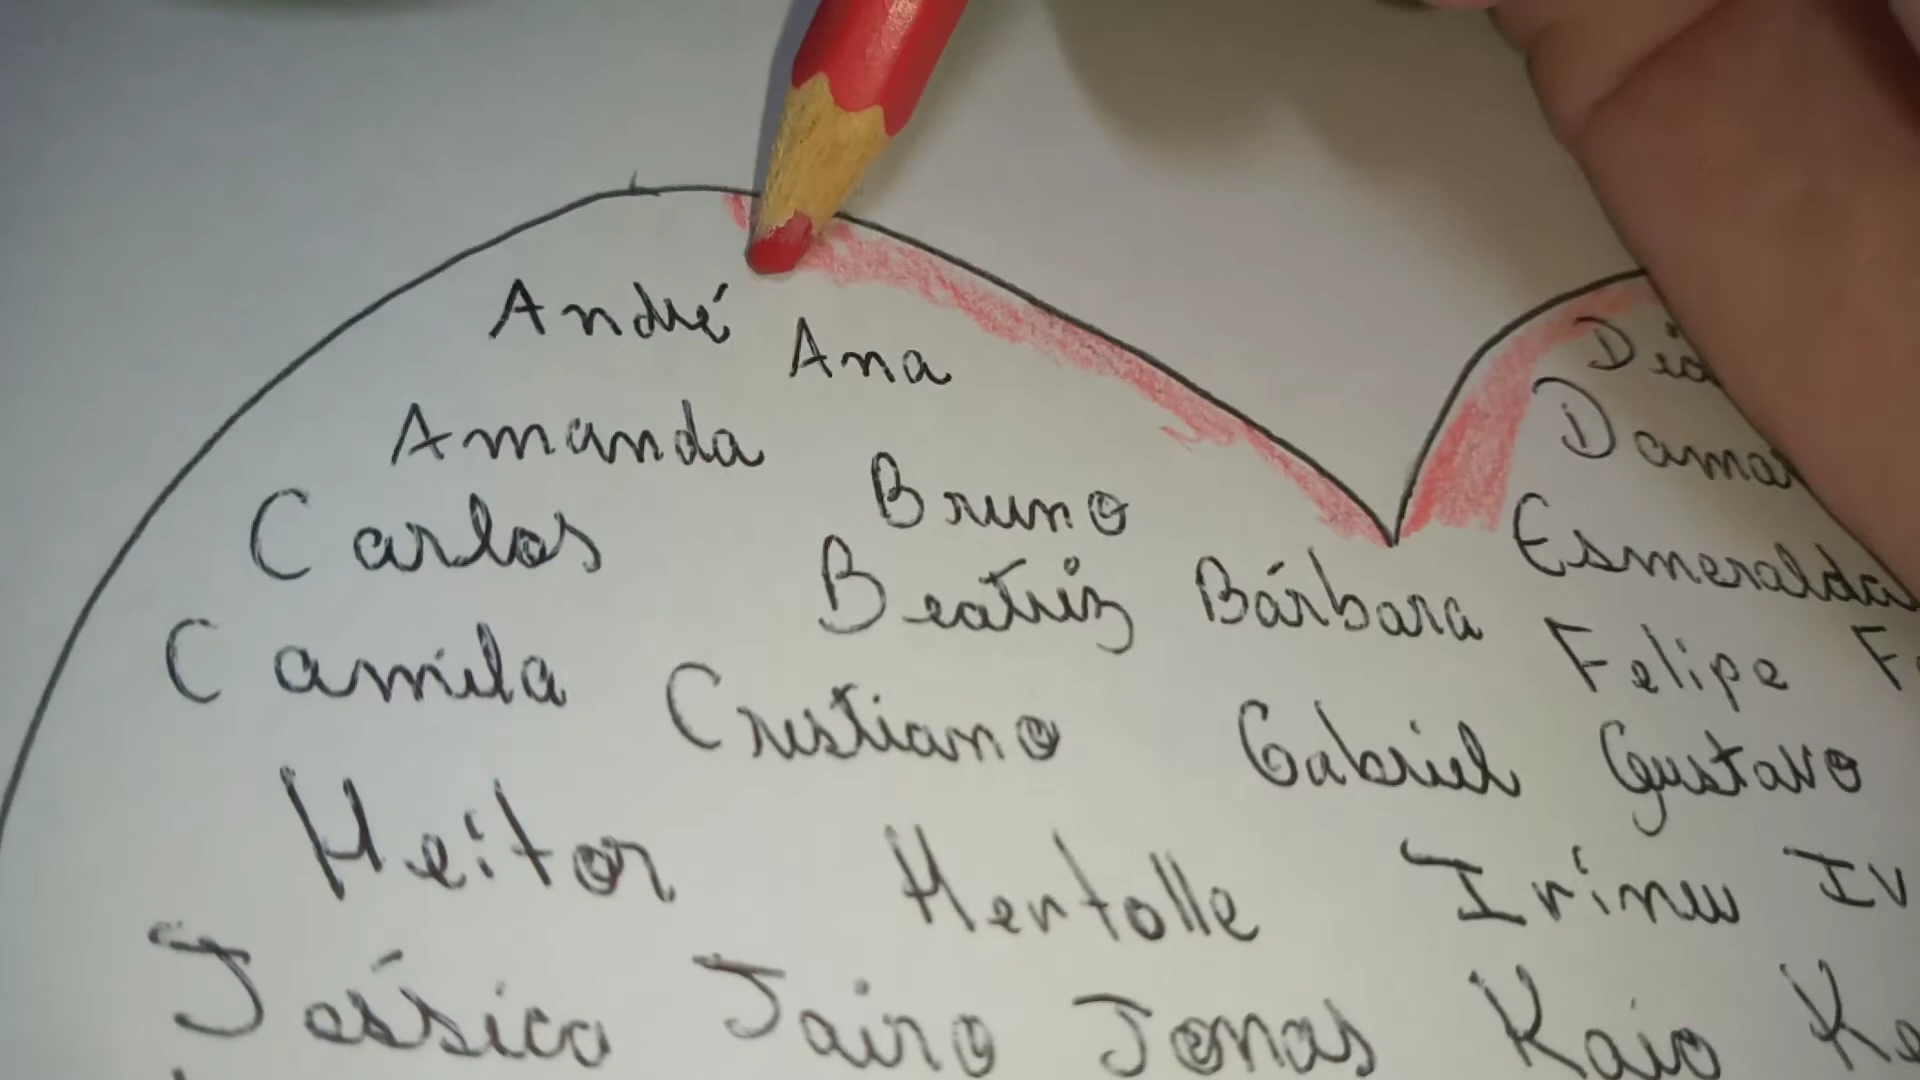 André Ana
Amanda
Carlos Bruno
Beatriz Bárbara Esmeralda
Camila Cristiano Felipe
Gabriel Gustavo
Heitor Hertolle Irineu
Jéssica Jairo Jonas Kaio